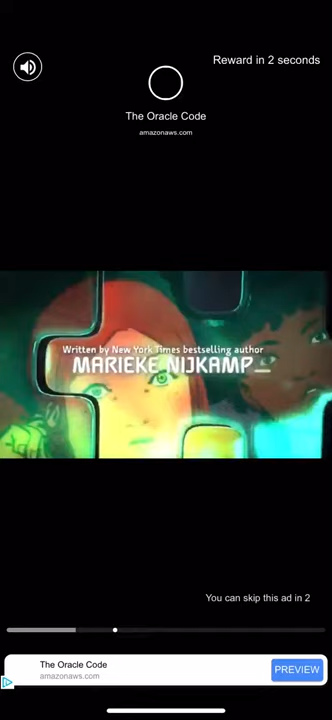 Reward in 2 seconds
The Oracle Code
amazonaws.com
Written by New York Times bestselling author
MARIEKE NIJKAMP_
You can skip this ad in 2
The Oracle Code
amazonaws.com
PREVIEW